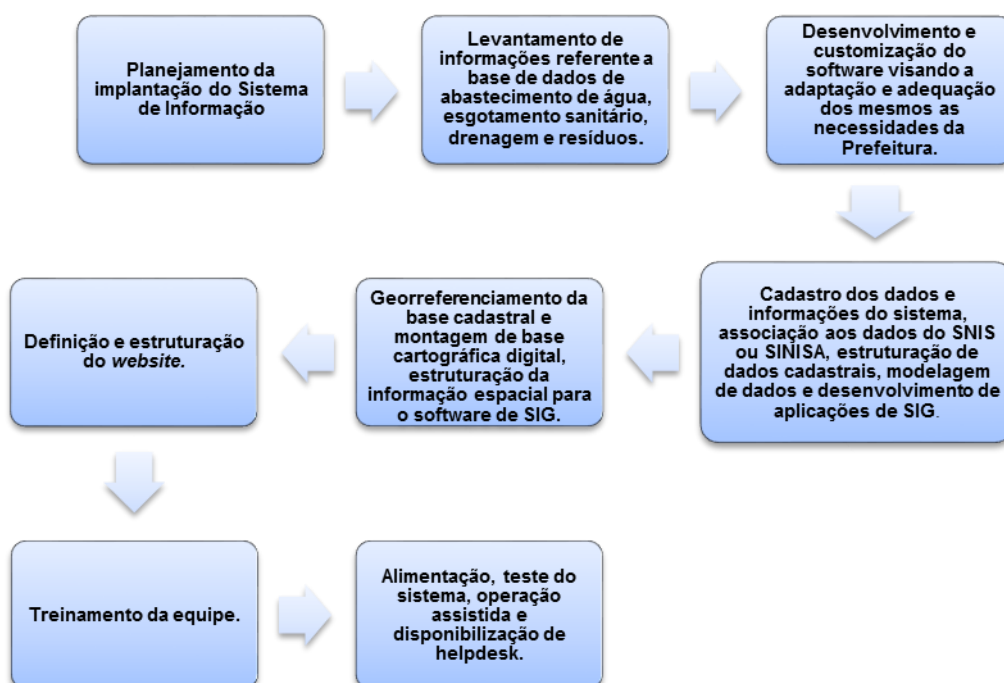 Planejamento da
implantação do Sistema
de Informação
Levantamento de
informações referente a
base de dados de
abastecimento de água,
esgotamento sanitário,
drenagem e resíduos.
Desenvolvimento e
customização do
software visando a
adaptação e adequação
dos mesmos as
necessidades da
Prefeitura.
Cadastro dos dados e
informações do sistema,
associação aos dados do SNIS
ou SINISA, estruturação de
dados cadastrais, modelagem
de dados e desenvolvimento de
aplicações de SIG.
Georreferenciamento da
base cadastral e
montagem de base
cartográfica digital,
estruturação da
informação espacial para
o software de SIG.
Definição e estruturação
do website.
Treinamento da equipe.
Alimentação, teste do
sistema, operação
assistida e
disponibilização de
helpdesk.